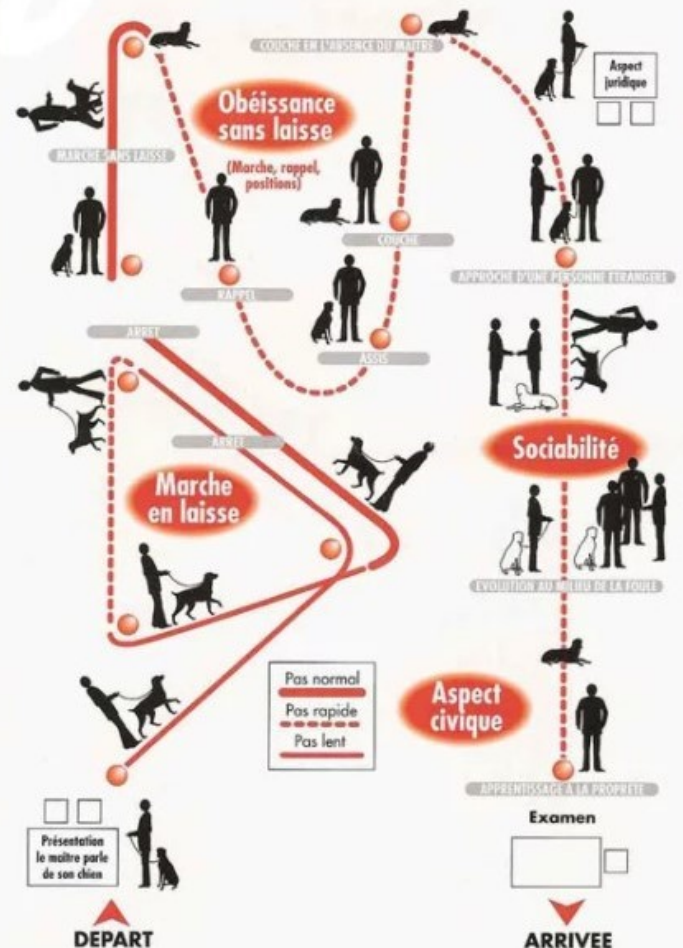 COUCHE EN L'ABSENCE DU MAITRE
Aspect
juridique
Obéissance
sans laisse
(Marche, rappel,
positions)
MARCHE SANS LAISSE
COUCHE
RAPPEL
APPROCHE D'UNE PERSONNE ETRANGERE
ARRET
ASSIS
ARRET
Sociabilité
Marche
en laisse
EVOLUTION AU MILIEU DE LA FOULE
Pas normal
Pas rapide
Pas lent
Aspect
civique
APPRENTISSAGE A LA PROPRETE
Examen
Présentation
le maître parle
de son chien
DEPART
ARRIVEE